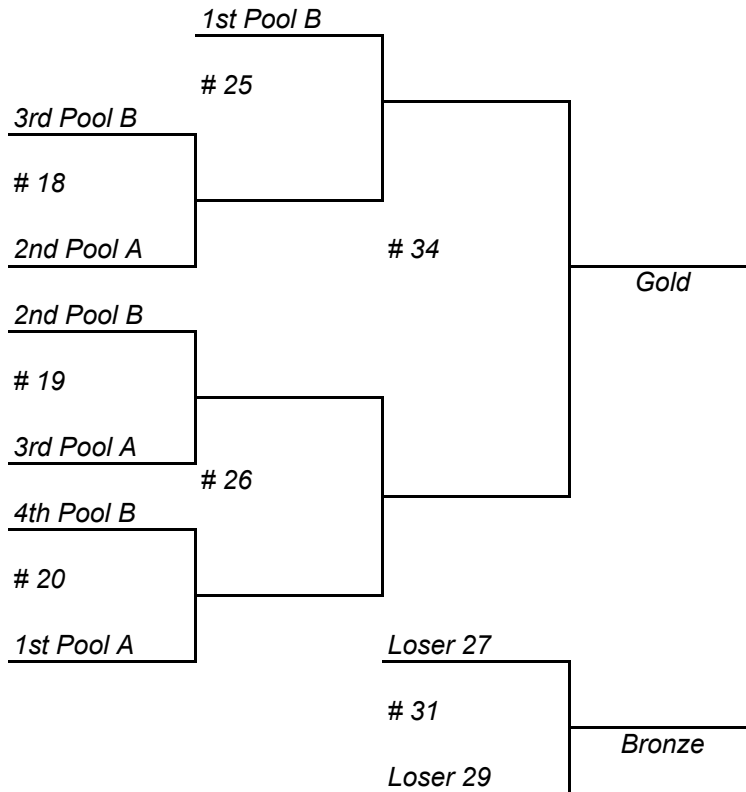 1st Pool B
# 25
3rd Pool B
# 18
2nd Pool A
# 34
Gold
2nd Pool B
# 19
3rd Pool A
# 26
4th Pool B
# 20
1st Pool A
Loser 27
# 31
Bronze
Loser 29